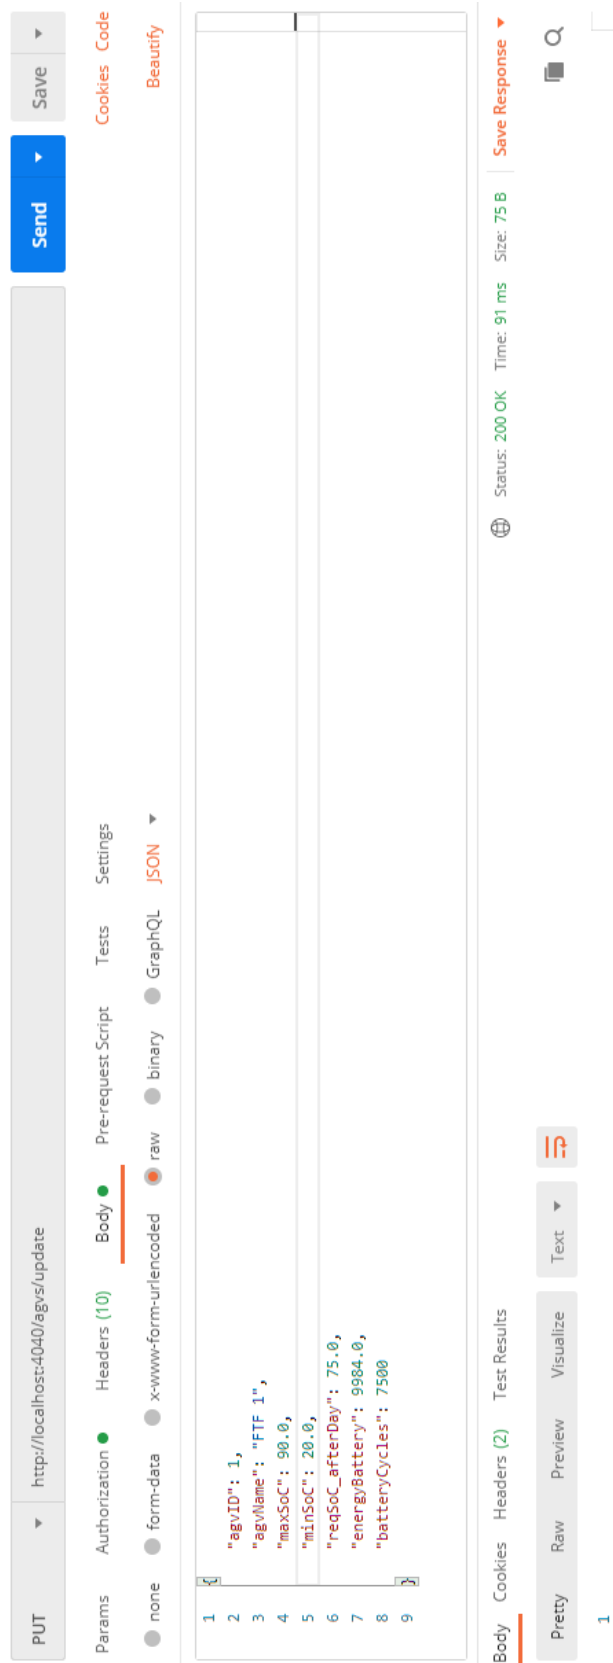 PUT http://localhost:4040/agvs/update Send Save
Params Authorization Headers (10) Body Pre-request Script Tests Settings Cookies Code
none form-data x-www-form-urlencoded raw binary GraphQL JSON Beautify
1 {
2 "agvID": 1,
3 "agvName": "FTF 1",
4 "maxSoC": 90.0,
5 "minSoC": 20.0,
6 "reqSoC_afterDay": 75.0,
7 "energyBattery": 9984.0,
8 "batteryCycles": 7500
9 }
Body Cookies Headers (2) Test Results Status: 200 OK Time: 91 ms Size: 75 B Save Response
Pretty Raw Preview Visualize Text
1